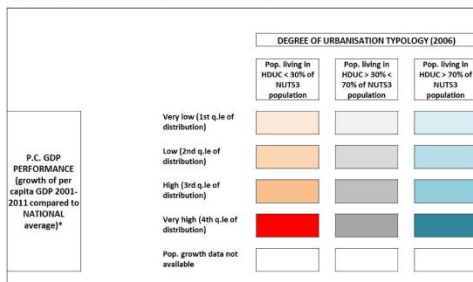 DEGREE OF URBANISATION TYPOLOGY (2006)
Pop. living in
HDUC < 30% of
NUTS3
population
Pop. living in
HDUC > 30% <
70% of NUTS3
population
Pop. living in
HDUC > 70% of
NUTS3
population
P.C. GDP
PERFORMANCE
(growth of per
capita GDP 2001-
2011 compared to
NATIONAL
average)*
Very low (1st q.le of
distribution)
Low (2nd q.le of
distribution)
High (3rd q.le of
distribution)
Very high (4th q.le of
distribution)
Pop. growth data not
available